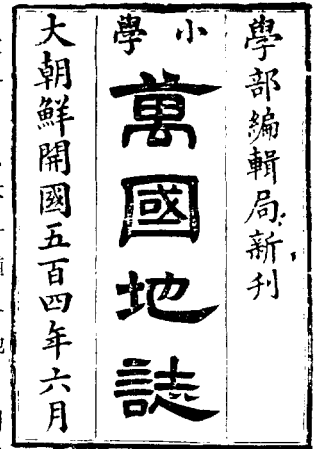 學部編輯局新刊
小學
萬國地誌
大朝鮮開國五百四年六月